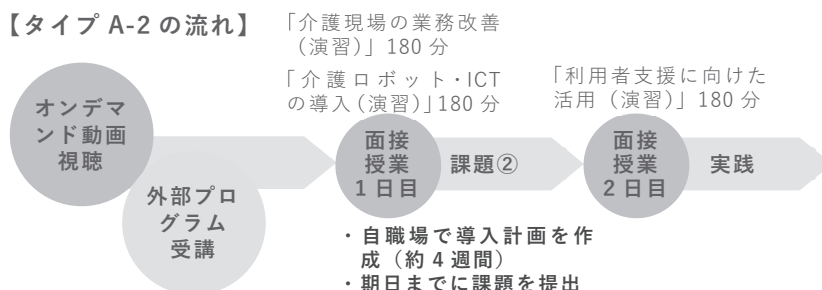 【タイプ A-2 の流れ】
「介護現場の業務改善
（演習）」180 分
「介護ロボット・ICT
の導入（演習）」180 分
「利用者支援に向けた
活用（演習）」180 分
オンデマ
ンド動画
視聴
外部プロ
グラム
受講
面接
授業
1 日目
課題②
面接
授業
2 日目
実践
・自職場で導入計画を作
成（約 4 週間）
・期日までに課題を提出